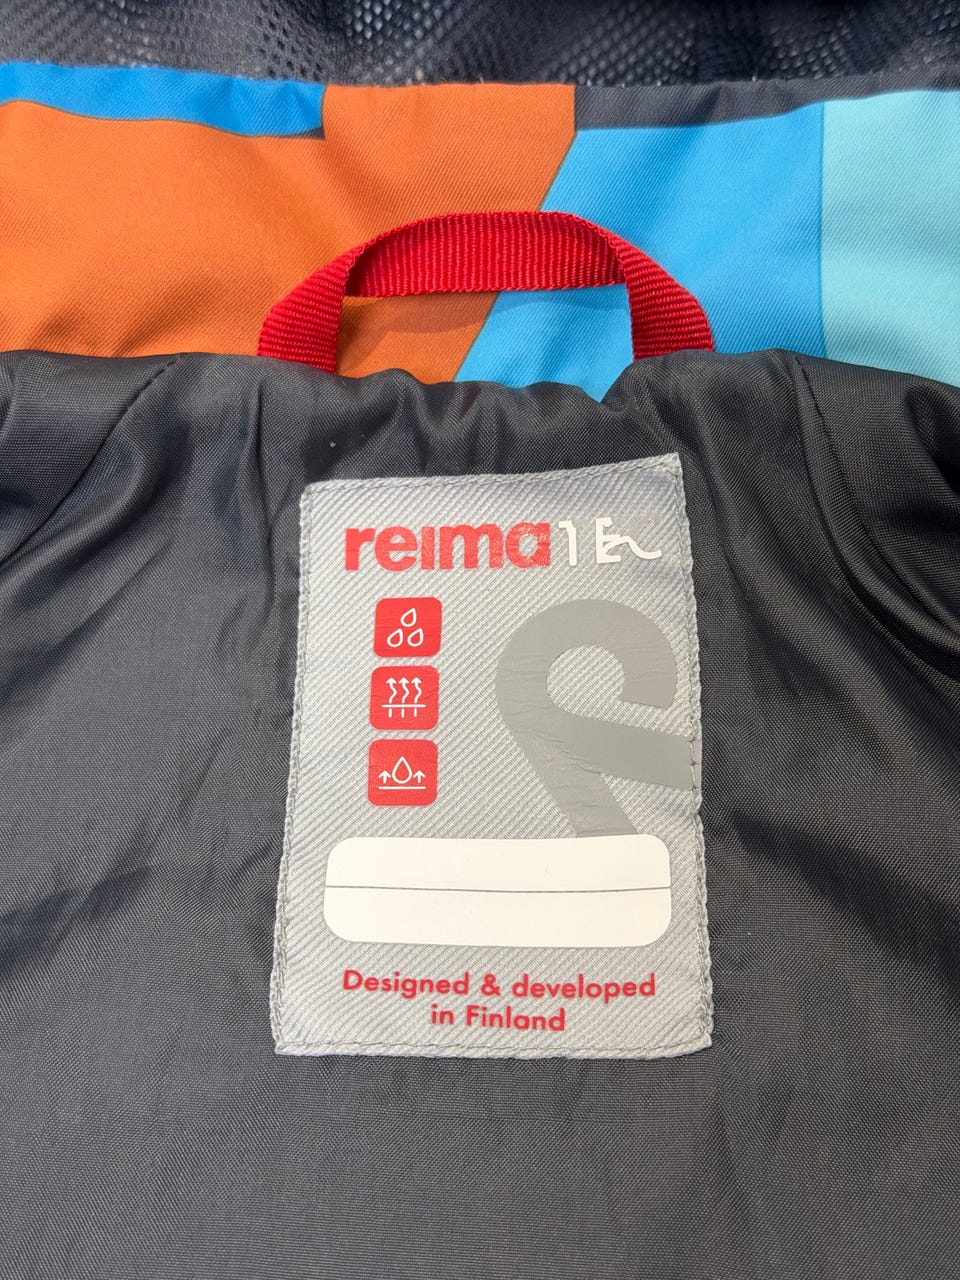 reimaTEC
Designed & developed
in Finland